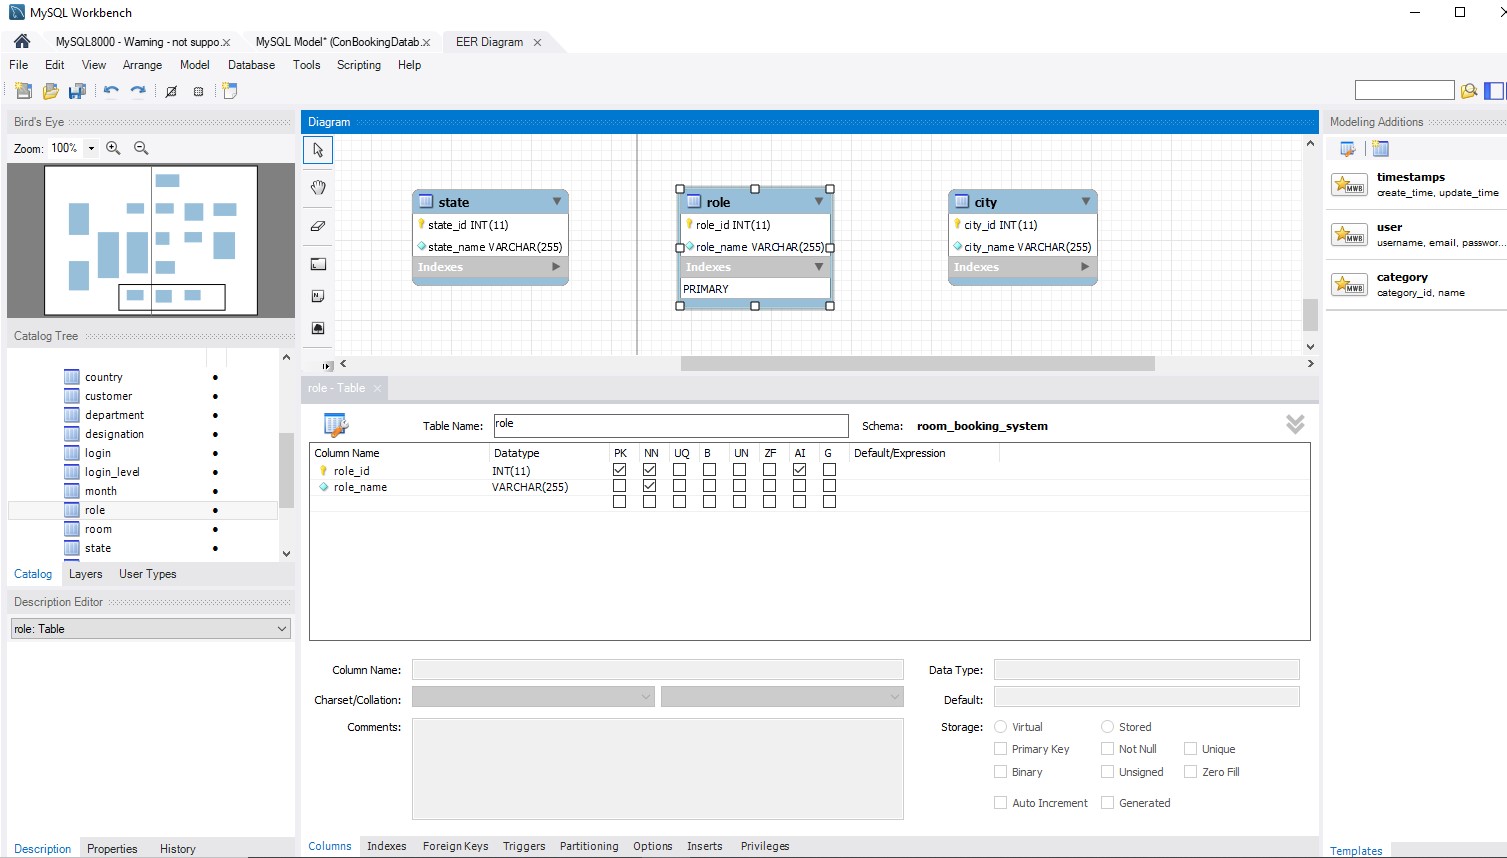 MySQL Workbench
MySQL8000 - Warning - not suppo.. x
MySQL Model* (ConBookingDatab.. x
EER Diagram x
File Edit View Arrange Model Database Tools Scripting Help
Bird's Eye
Zoom: 100%
Catalog Tree
country
customer
department
designation
login
login_level
month
role
room
state
Catalog Layers User Types
Description Editor
role: Table
Description Properties History
Diagram
state
state_id INT(11)
state_name VARCHAR(255)
Indexes
role
role_id INT(11)
role_name VARCHAR(255)
Indexes
PRIMARY
city
city_id INT(11)
city_name VARCHAR(255)
Indexes
role - Table x
Table Name: role Schema: room_booking_system
Column Name Datatype PK NN UQ B UN ZF AI G Default/Expression
role_id INT(11)
role_name VARCHAR(255)
Column Name: Data Type:
Charset/Collation: Default:
Comments: Storage: Virtual Stored
Primary Key Not Null Unique
Binary Unsigned Zero Fill
Auto Increment Generated
Columns Indexes Foreign Keys Triggers Partitioning Options Inserts Privileges
Modeling Additions
MWB
timestamps
create_time, update_time
MWB
user
username, email, passwor...
MWB
category
category_id, name
Templates